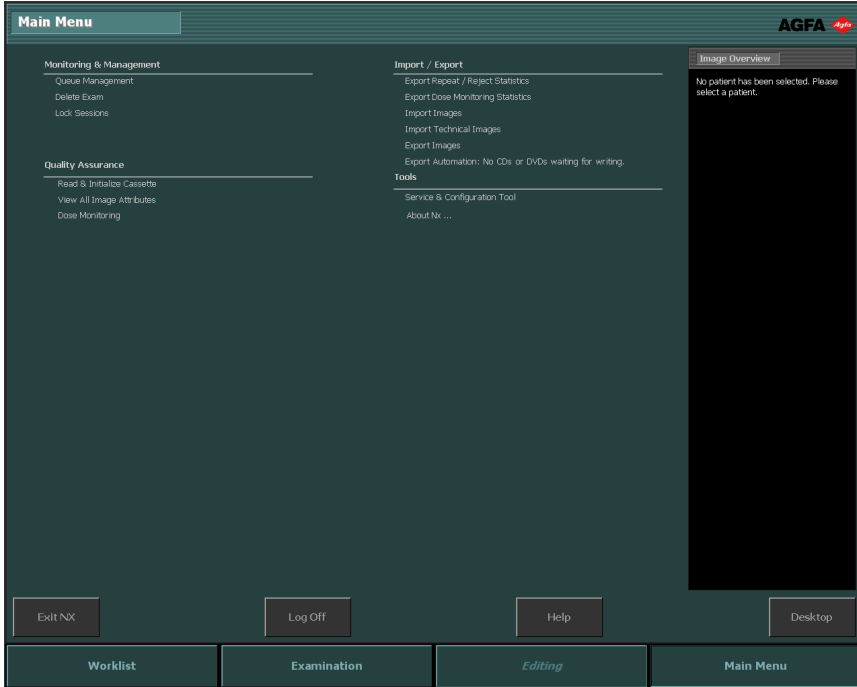 Main Menu
AGFA
Agfa
Monitoring & Management
Queue Management
Delete Exam
Lock Sessions
Quality Assurance
Read & Initialize Cassette
View All Image Attributes
Dose Monitoring
Import / Export
Export Repeat / Reject Statistics
Export Dose Monitoring Statistics
Import Images
Import Technical Images
Export Images
Export Automation: No CDs or DVDs waiting for writing.
Tools
Service & Configuration Tool
About Nx ...
Image Overview
No patient has been selected. Please
select a patient.
Exit NX
Log Off
Help
Desktop
Worklist
Examination
Editing
Main Menu